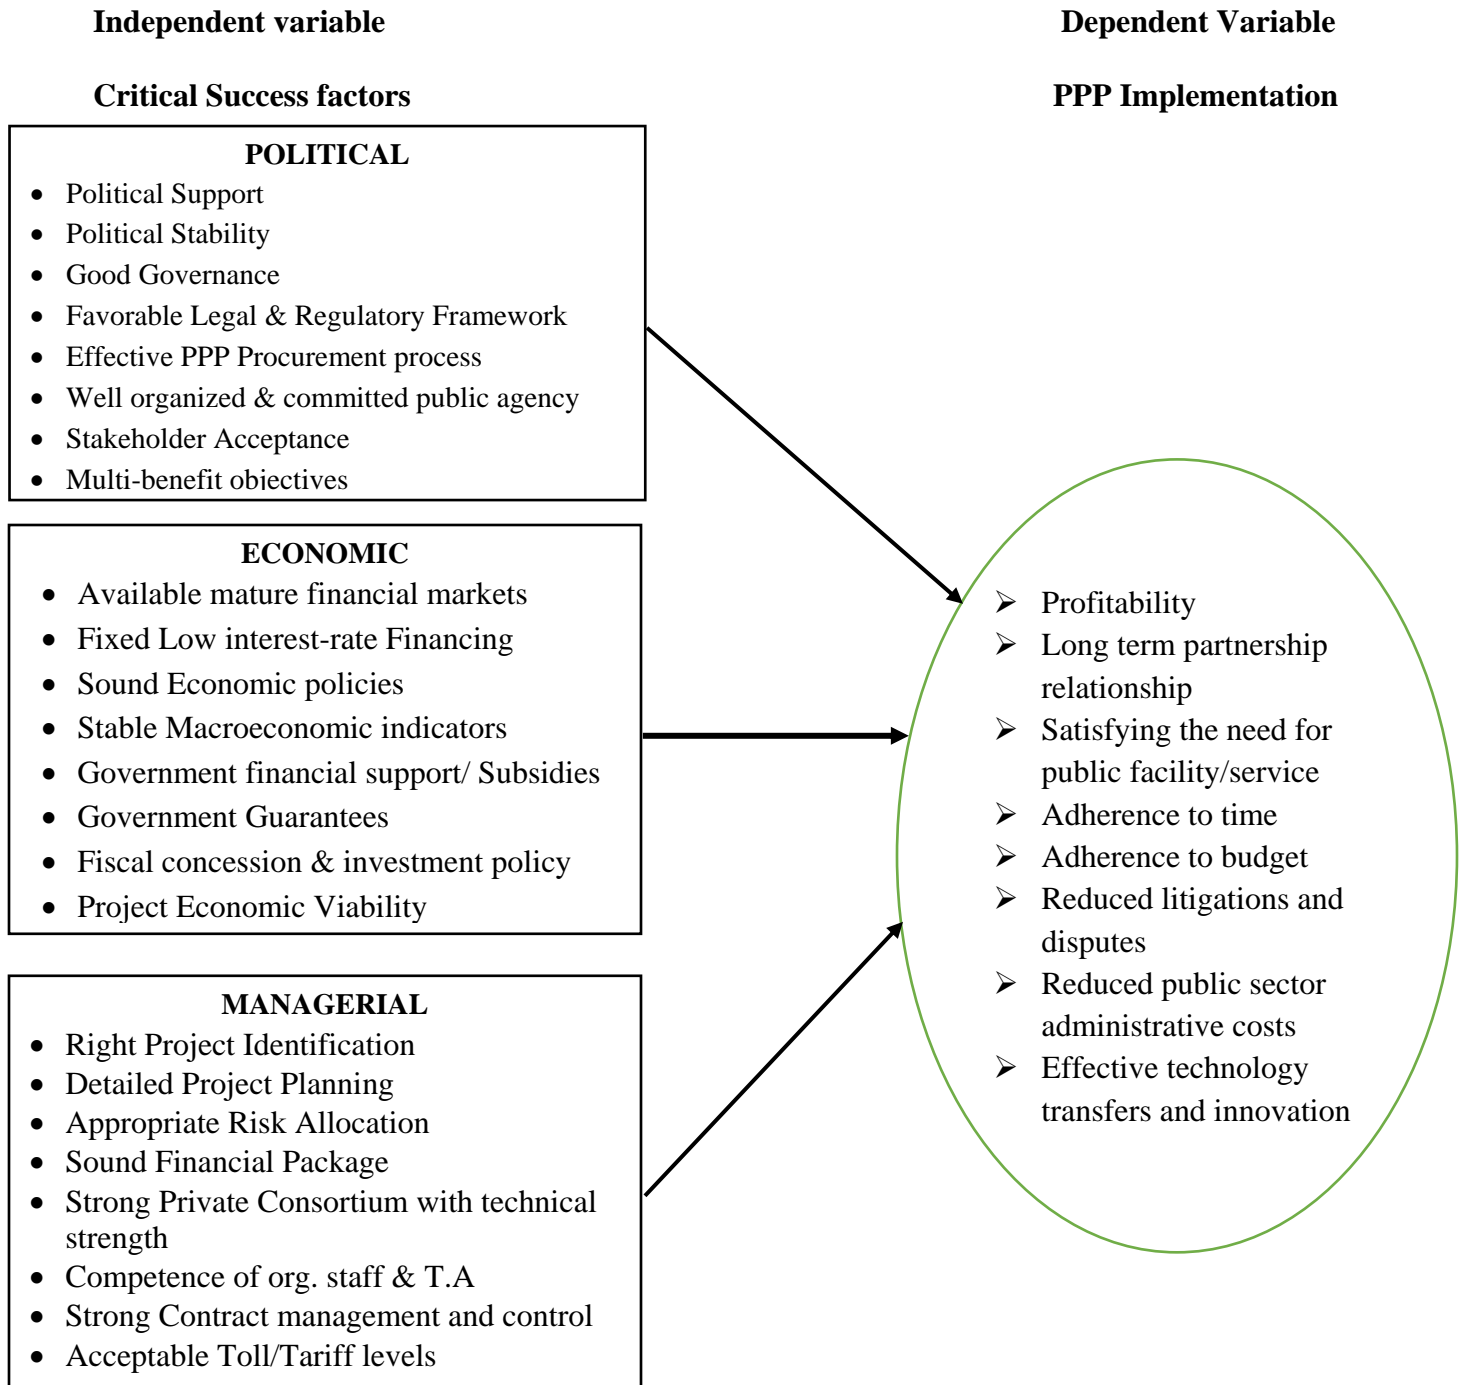 Independent variable
Dependent Variable
Critical Success factors
PPP Implementation
POLITICAL
• Political Support
• Political Stability
• Good Governance
• Favorable Legal & Regulatory Framework
• Effective PPP Procurement process
• Well organized & committed public agency
• Stakeholder Acceptance
• Multi-benefit objectives
ECONOMIC
• Available mature financial markets
• Fixed Low interest-rate Financing
• Sound Economic policies
• Stable Macroeconomic indicators
• Government financial support/ Subsidies
• Government Guarantees
• Fiscal concession & investment policy
• Project Economic Viability
MANAGERIAL
• Right Project Identification
• Detailed Project Planning
• Appropriate Risk Allocation
• Sound Financial Package
• Strong Private Consortium with technical
strength
• Competence of org. staff & T.A
• Strong Contract management and control
• Acceptable Toll/Tariff levels
➢ Profitability
➢ Long term partnership
relationship
➢ Satisfying the need for
public facility/service
➢ Adherence to time
➢ Adherence to budget
➢ Reduced litigations and
disputes
➢ Reduced public sector
administrative costs
➢ Effective technology
transfers and innovation